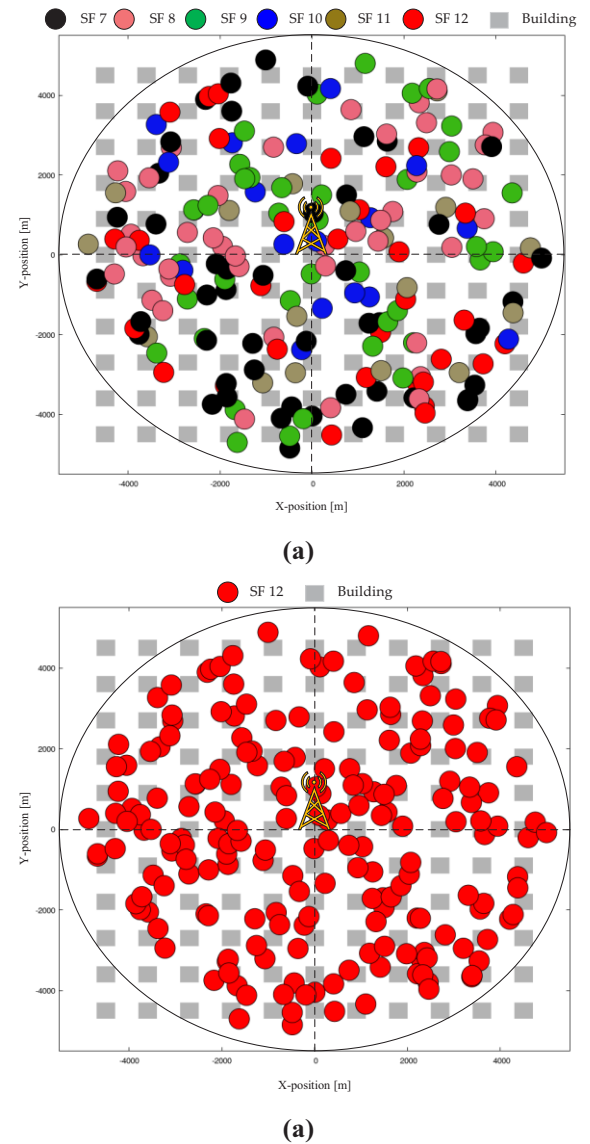 SF 7 SF 8 SF 9 SF 10 SF 11 SF 12 Building
4000
2000
0
-2000
-4000
Y-position [m]
-4000 -2000 0 2000 4000
X-position [m]
(a)
SF 12 Building
4000
2000
0
-2000
-4000
Y-position [m]
-4000 -2000 0 2000 4000
X-position [m]
(a)